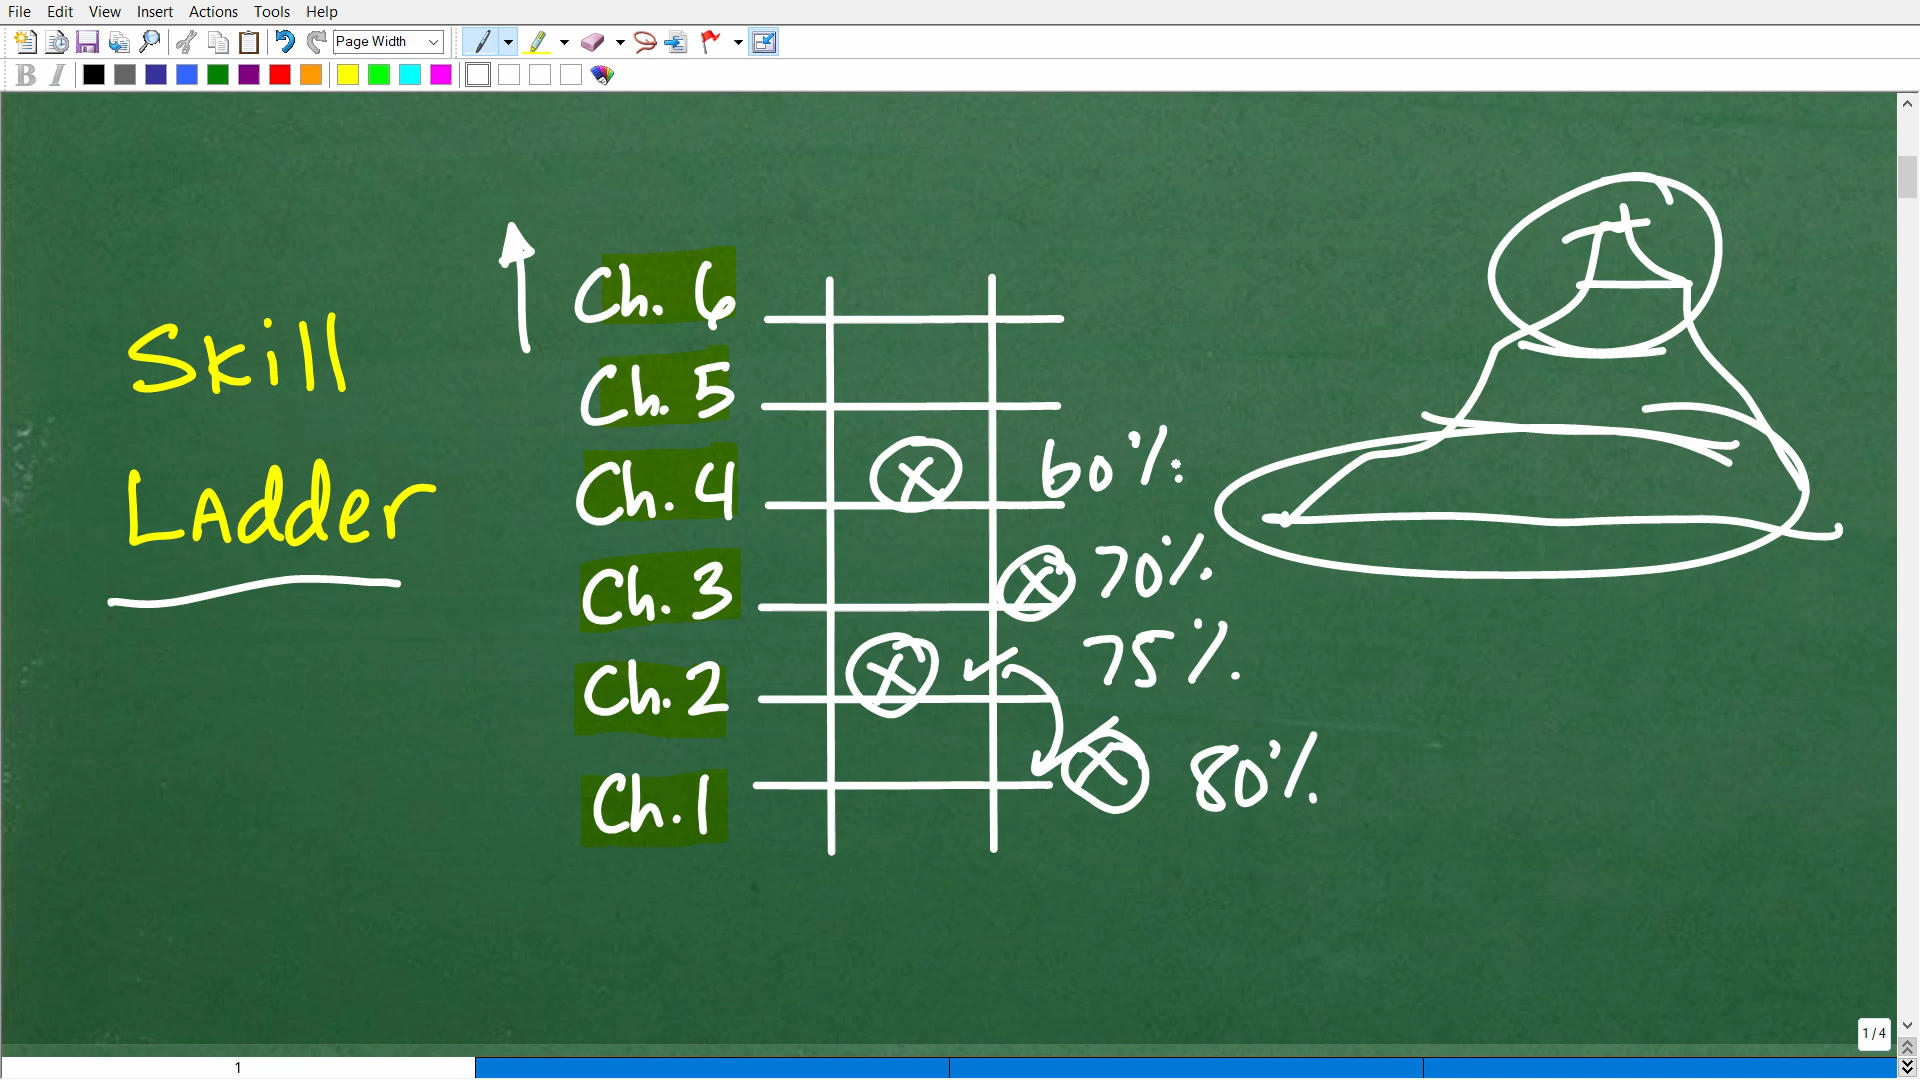 File Edit View Insert Actions Tools Help
Page Width
B I
Skill
Ladder
Ch. 6
Ch. 5
Ch. 4
60%
Ch. 3
70%
75%
Ch. 2
80%
Ch. 1
1 / 4
1